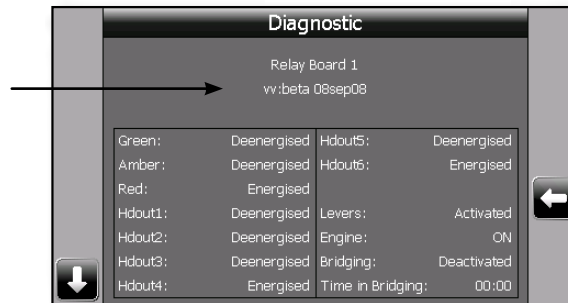 Diagnostic
Relay Board 1
vv:beta 08sep08
Green: Deenergised Hdout5: Deenergised
Amber: Deenergised Hdout6: Energised
Red: Energised
Hdout1: Deenergised Levers: Activated
Hdout2: Deenergised Engine: ON
Hdout3: Deenergised Bridging: Deactivated
Hdout4: Energised Time in Bridging: 00:00